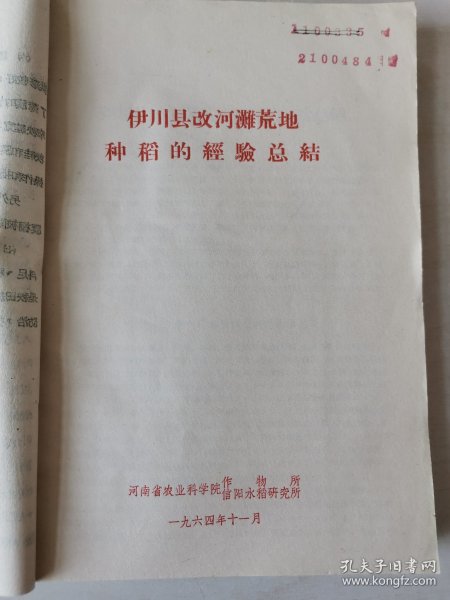 1100335
2100484
伊川县改河灘荒地
种稻的經驗总結
河南省农业科学院作物所
信阳水稻研究所
一九六四年十一月
孔夫子旧书网
www.kongfz.com